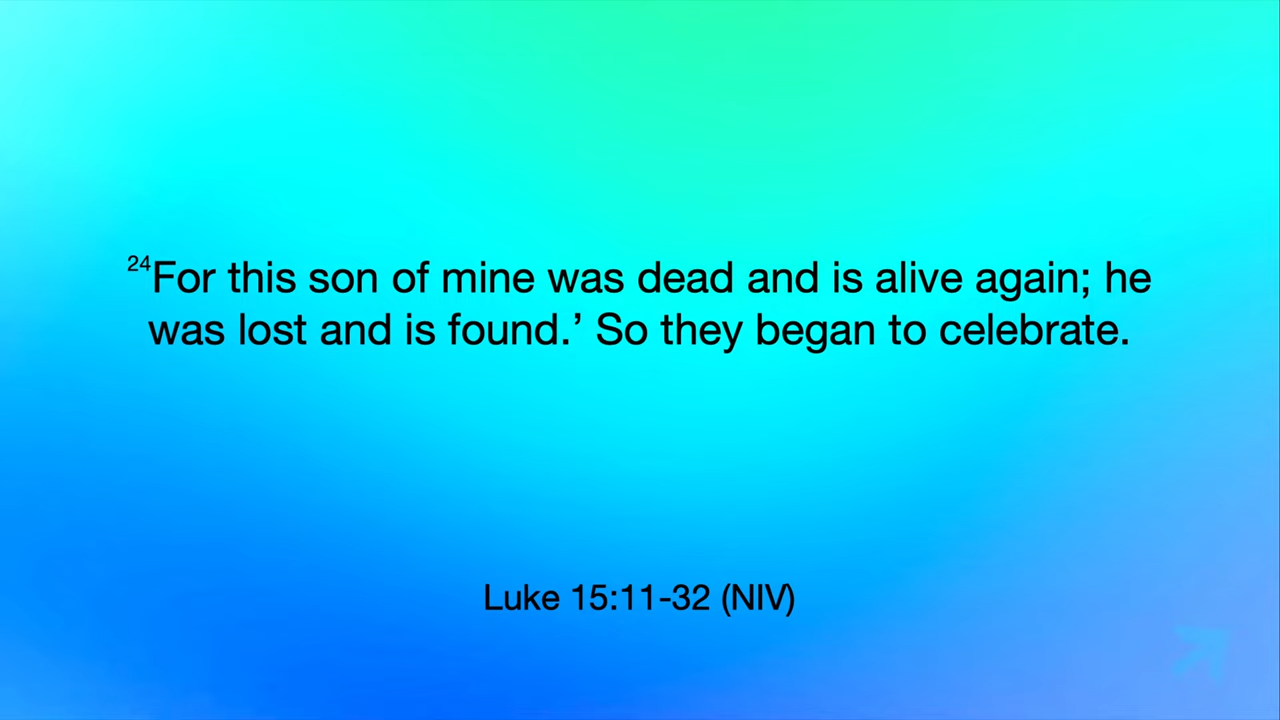 24For this son of mine was dead and is alive again; he
was lost and is found.’ So they began to celebrate.
Luke 15:11-32 (NIV)